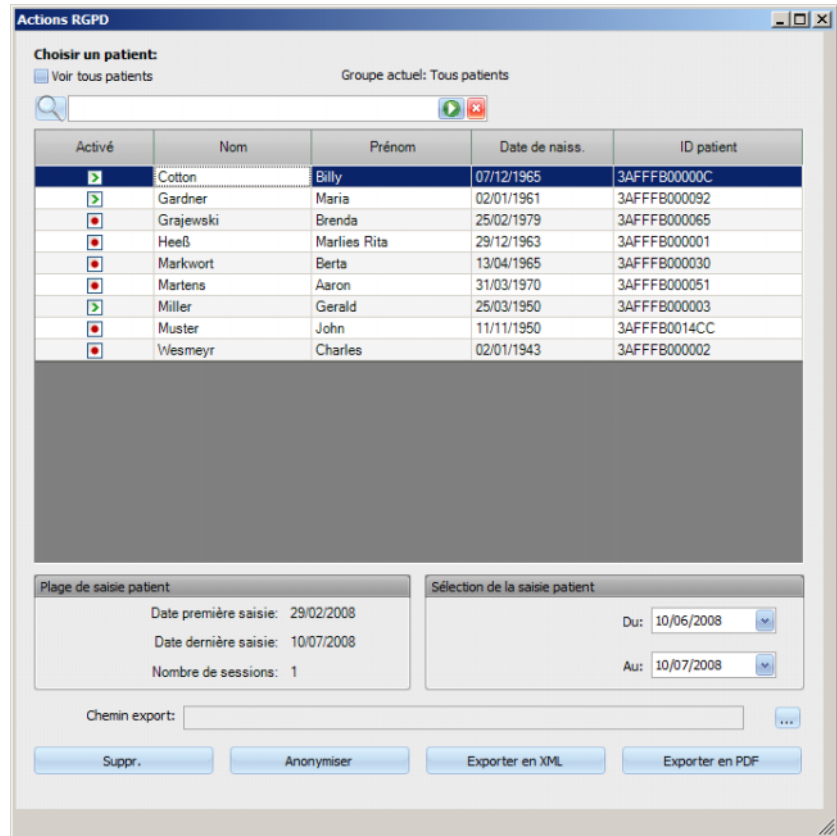 Actions RGPD
Choisir un patient:
Voir tous patients Groupe actuel: Tous patients
Activé Nom Prénom Date de naiss. ID patient
Cotton Billy 07/12/1965 3AFFFB00000C
Gardner Maria 02/01/1961 3AFFFB000092
Grajewski Brenda 25/02/1979 3AFFFB000065
Heeß Marlies Rita 29/12/1963 3AFFFB000001
Markwort Berta 13/04/1965 3AFFFB000030
Martens Aaron 31/03/1970 3AFFFB000051
Miller Gerald 25/03/1950 3AFFFB000003
Muster John 11/11/1950 3AFFFB0014CC
Wesmeyr Charles 02/01/1943 3AFFFB000002
Plage de saisie patient
Date première saisie: 29/02/2008
Date dernière saisie: 10/07/2008
Nombre de sessions: 1
Sélection de la saisie patient
Du: 10/06/2008
Au: 10/07/2008
Chemin export: ...
Suppr. Anonymiser Exporter en XML Exporter en PDF